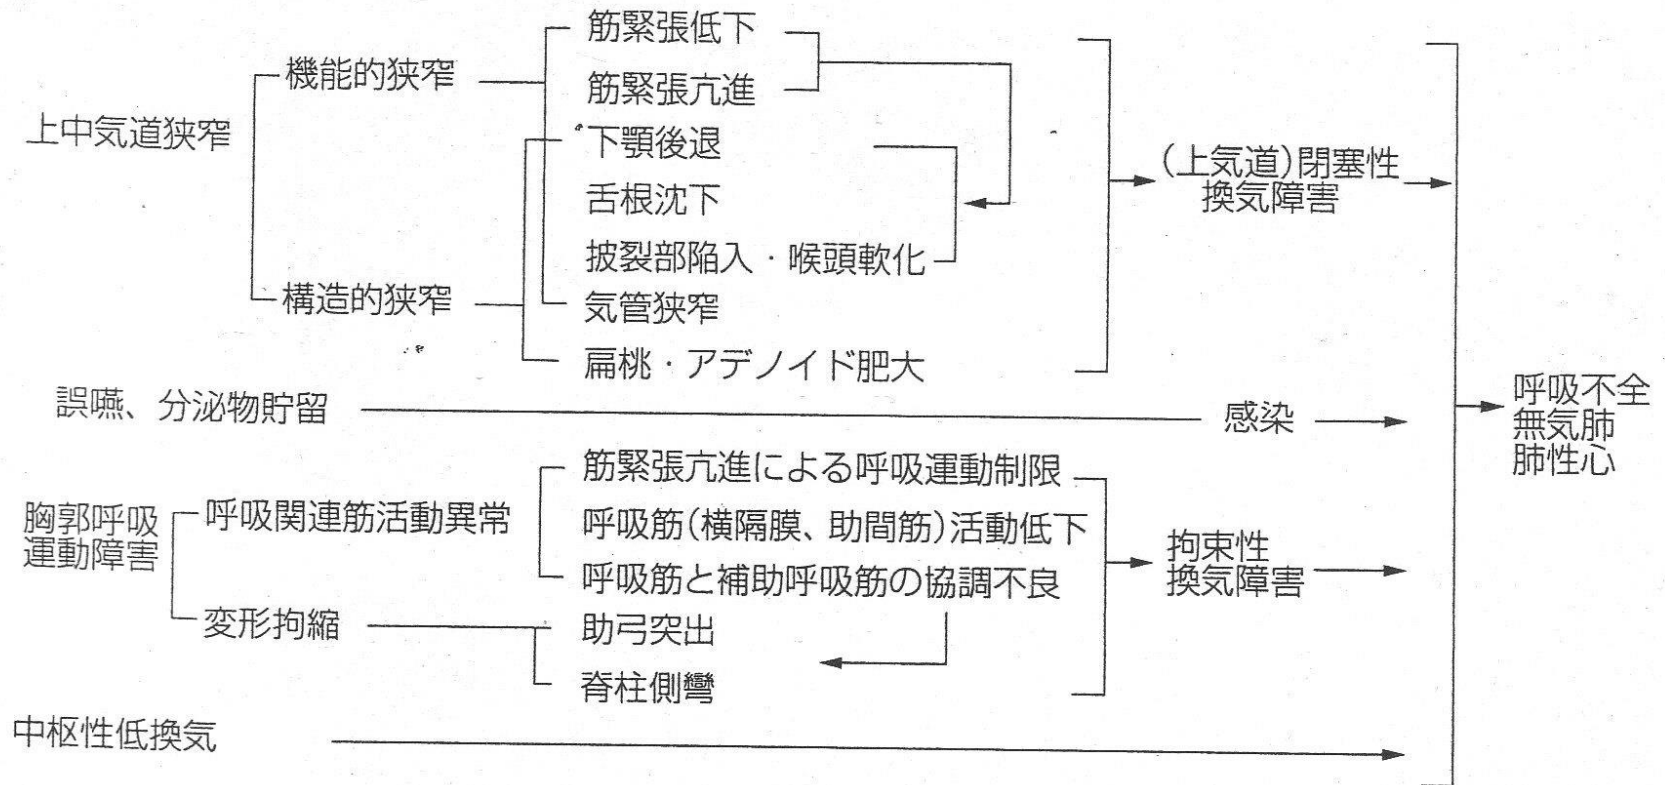 上中気道狭窄
機能的狭窄
筋緊張低下
筋緊張亢進
構造的狭窄
下顎後退
舌根沈下
披裂部陥入・喉頭軟化
気管狭窄
扁桃・アデノイド肥大
(上気道)閉塞性
換気障害
誤嚥、分泌物貯留
感染
胸郭呼吸
運動障害
呼吸関連筋活動異常
筋緊張亢進による呼吸運動制限
呼吸筋(横隔膜、助間筋)活動低下
呼吸筋と補助呼吸筋の協調不良
変形拘縮
助弓突出
脊柱側彎
拘束性
換気障害
中枢性低換気
呼吸不全
無気肺
肺性心